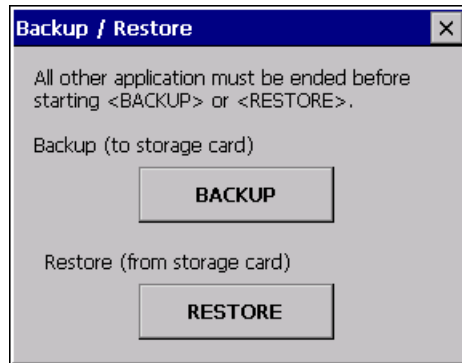 Backup / Restore
All other application must be ended before
starting <BACKUP> or <RESTORE>.
Backup (to storage card)
BACKUP
Restore (from storage card)
RESTORE